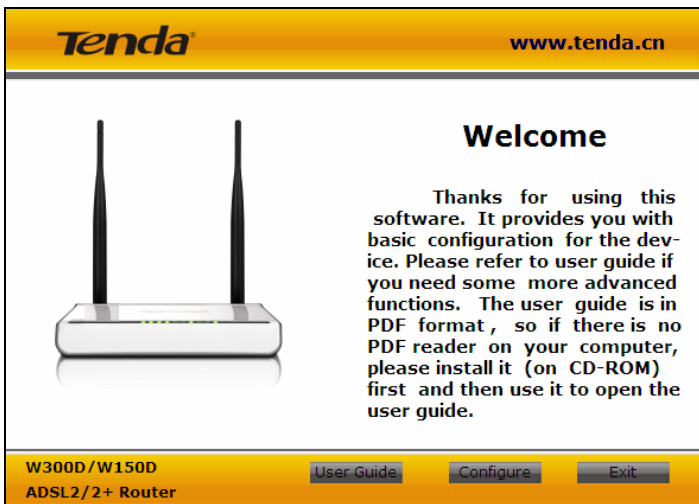 Tenda®
www.tenda.cn
Welcome
Thanks for using this
software. It provides you with
basic configuration for the dev-
ice. Please refer to user guide if
you need some more advanced
functions. The user guide is in
PDF format , so if there is no
PDF reader on your computer,
please install it (on CD-ROM)
first and then use it to open the
user guide.
W300D/W150D
ADSL2/2+ Router
User Guide
Configure
Exit